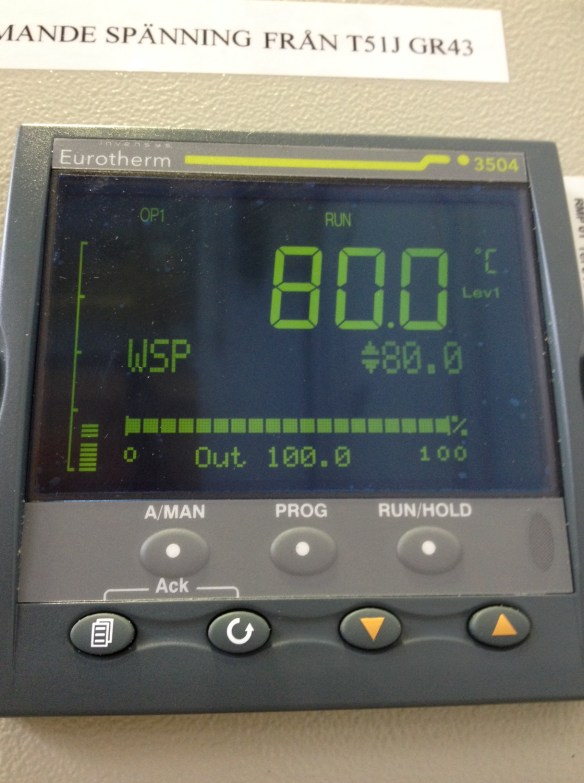 MANDE SPÄNNING FRÅN T51J GR43
invensys
Eurotherm 3504
OP1 RUN
80.0 °C
Lev1
WSP 80.0
%
0 Out 100.0 100
A/MAN PROG RUN/HOLD
Ack